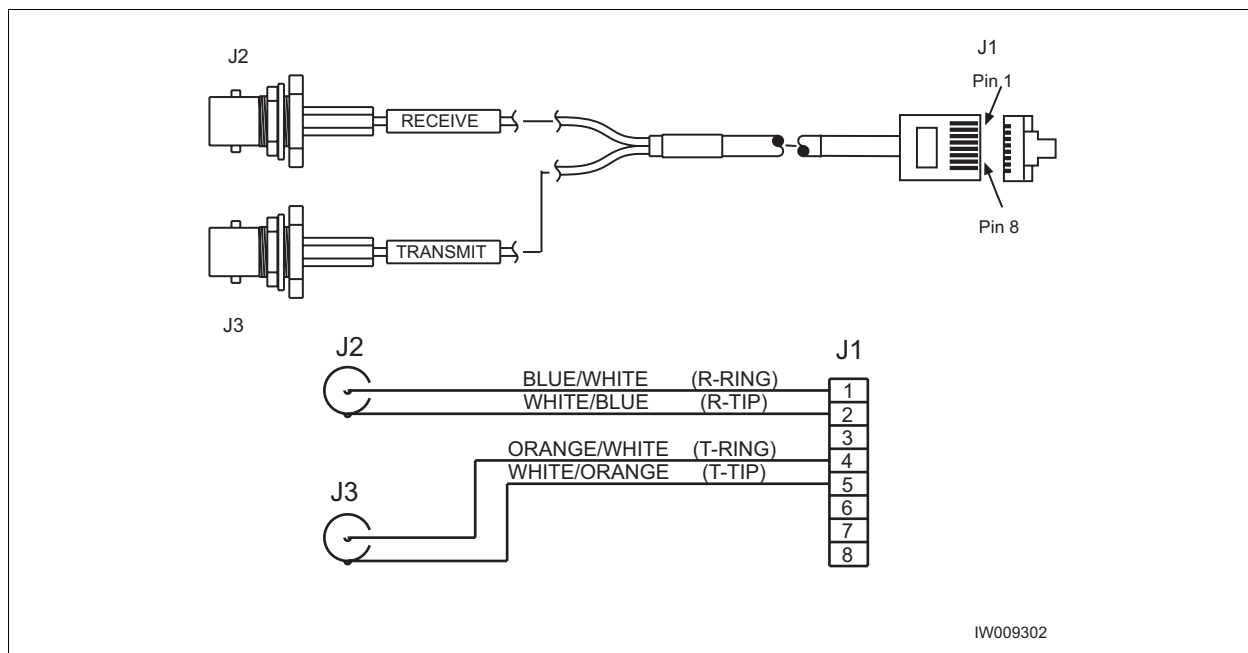 J2
J1
Pin 1
RECEIVE
Pin 8
TRANSMIT
J3
J2
J1
BLUE/WHITE (R-RING)
1
WHITE/BLUE (R-TIP)
2
3
ORANGE/WHITE (T-RING)
4
WHITE/ORANGE (T-TIP)
5
J3
6
7
8
IW009302